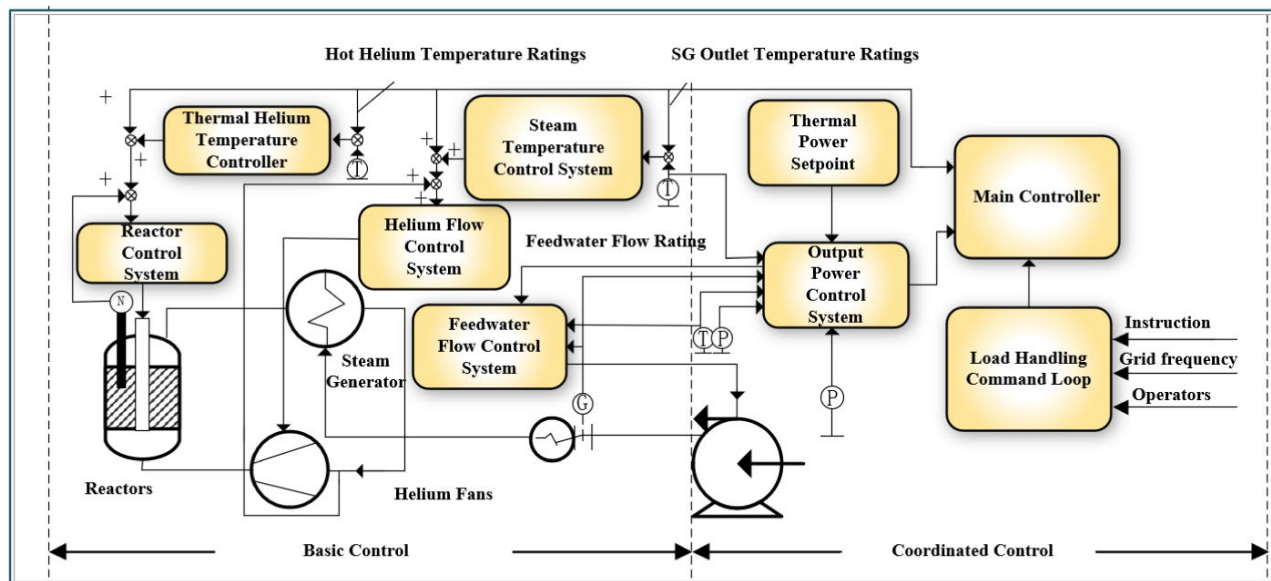 Hot Helium Temperature Ratings
SG Outlet Temperature Ratings
+
+
+
+
+
+
+
Thermal Helium
Temperature
Controller
Steam
Temperature
Control System
Thermal
Power
Setpoint
Main Controller
T
T
Reactor
Control
System
Helium Flow
Control
System
Feedwater Flow Rating
Output
Power
Control
System
N
Feedwater
Flow Control
System
T
P
Load Handling
Command Loop
Instruction
Grid frequency
Operators
Steam
Generator
G
P
Reactors
Helium Fans
Basic Control
Coordinated Control